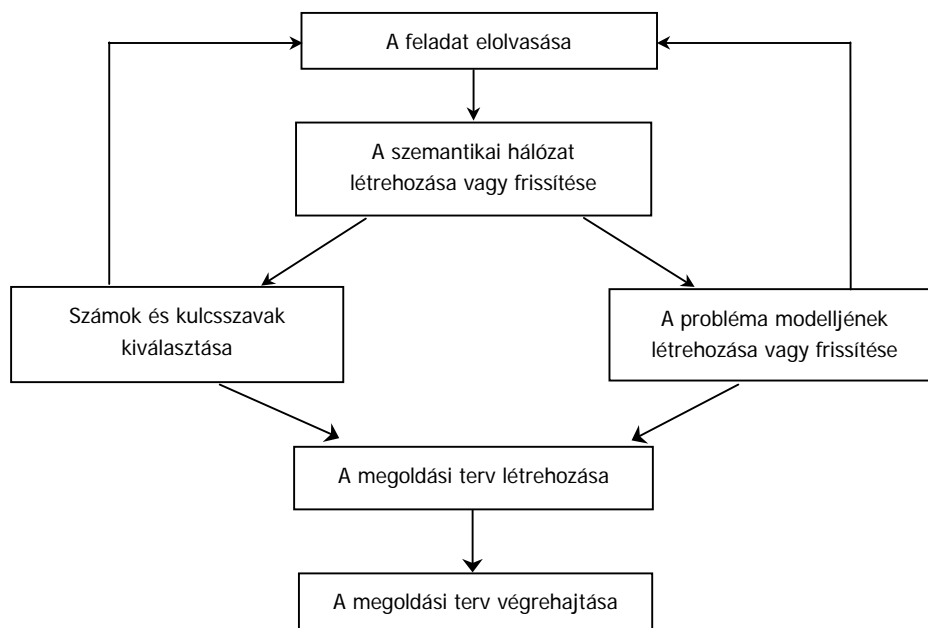 A feladat elolvasása
A szemantikai hálózat
létrehozása vagy frissítése
Számok és kulcsszavak
kiválasztása
A probléma modelljének
létrehozása vagy frissítése
A megoldási terv létrehozása
A megoldási terv végrehajtása